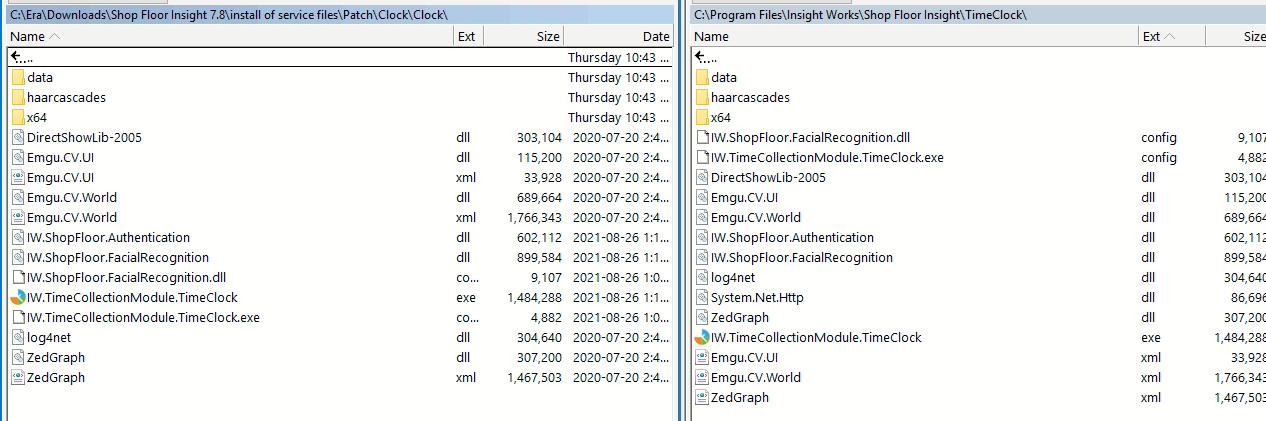 C:\Era\Downloads\Shop Floor Insight 7.8\install of service files\Patch\Clock\Clock\
Name Ext Size Date
.. Thursday 10:43 ...
data Thursday 10:43 ...
haarcascades Thursday 10:43 ...
x64 Thursday 10:43 ...
DirectShowLib-2005 dll 303,104 2020-07-20 2:4...
Emgu.CV.UI dll 115,200 2020-07-20 2:4...
Emgu.CV.UI xml 33,928 2020-07-20 2:4...
Emgu.CV.World dll 689,664 2020-07-20 2:4...
Emgu.CV.World xml 1,766,343 2020-07-20 2:4...
IW.ShopFloor.Authentication dll 602,112 2021-08-26 1:1...
IW.ShopFloor.FacialRecognition dll 899,584 2021-08-26 1:1...
IW.ShopFloor.FacialRecognition.dll co... 9,107 2021-08-26 1:0...
IW.TimeCollectionModule.TimeClock exe 1,484,288 2021-08-26 1:1...
IW.TimeCollectionModule.TimeClock.exe co... 4,882 2021-08-26 1:0...
log4net dll 304,640 2020-07-20 2:4...
ZedGraph dll 307,200 2020-07-20 2:4...
ZedGraph xml 1,467,503 2020-07-20 2:4...
C:\Program Files\Insight Works\Shop Floor Insight\TimeClock\
Name Ext Size
..
data
haarcascades
x64
IW.ShopFloor.FacialRecognition.dll config 9,107
IW.TimeCollectionModule.TimeClock.exe config 4,882
DirectShowLib-2005 dll 303,104
Emgu.CV.UI dll 115,200
Emgu.CV.World dll 689,664
IW.ShopFloor.Authentication dll 602,112
IW.ShopFloor.FacialRecognition dll 899,584
log4net dll 304,640
System.Net.Http dll 86,696
ZedGraph dll 307,200
IW.TimeCollectionModule.TimeClock exe 1,484,288
Emgu.CV.UI xml 33,928
Emgu.CV.World xml 1,766,343
ZedGraph xml 1,467,503